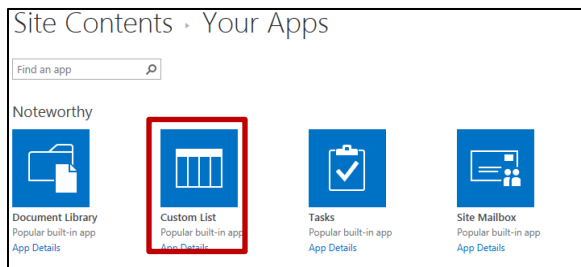 Site Contents › Your Apps
Find an app
Noteworthy
Document Library
Popular built-in app
App Details
Custom List
Popular built-in app
App Details
Tasks
Popular built-in app
App Details
Site Mailbox
Popular built-in app
App Details